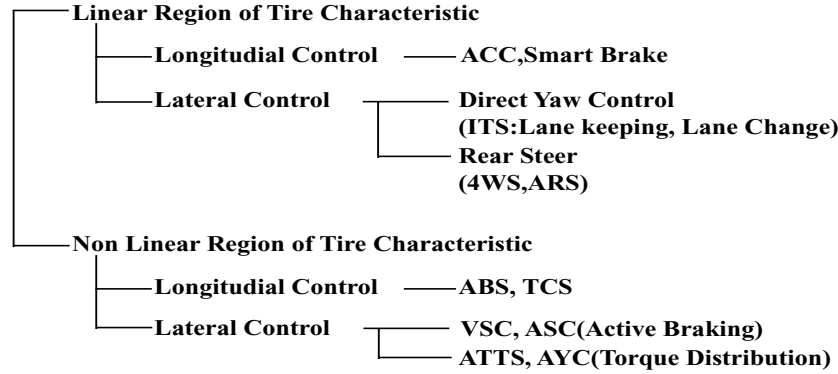 Linear Region of Tire Characteristic
Longitudial Control
ACC,Smart Brake
Lateral Control
Direct Yaw Control
(ITS:Lane keeping, Lane Change)
Rear Steer
(4WS,ARS)
Non Linear Region of Tire Characteristic
Longitudial Control
ABS, TCS
Lateral Control
VSC, ASC(Active Braking)
ATTS, AYC(Torque Distribution)